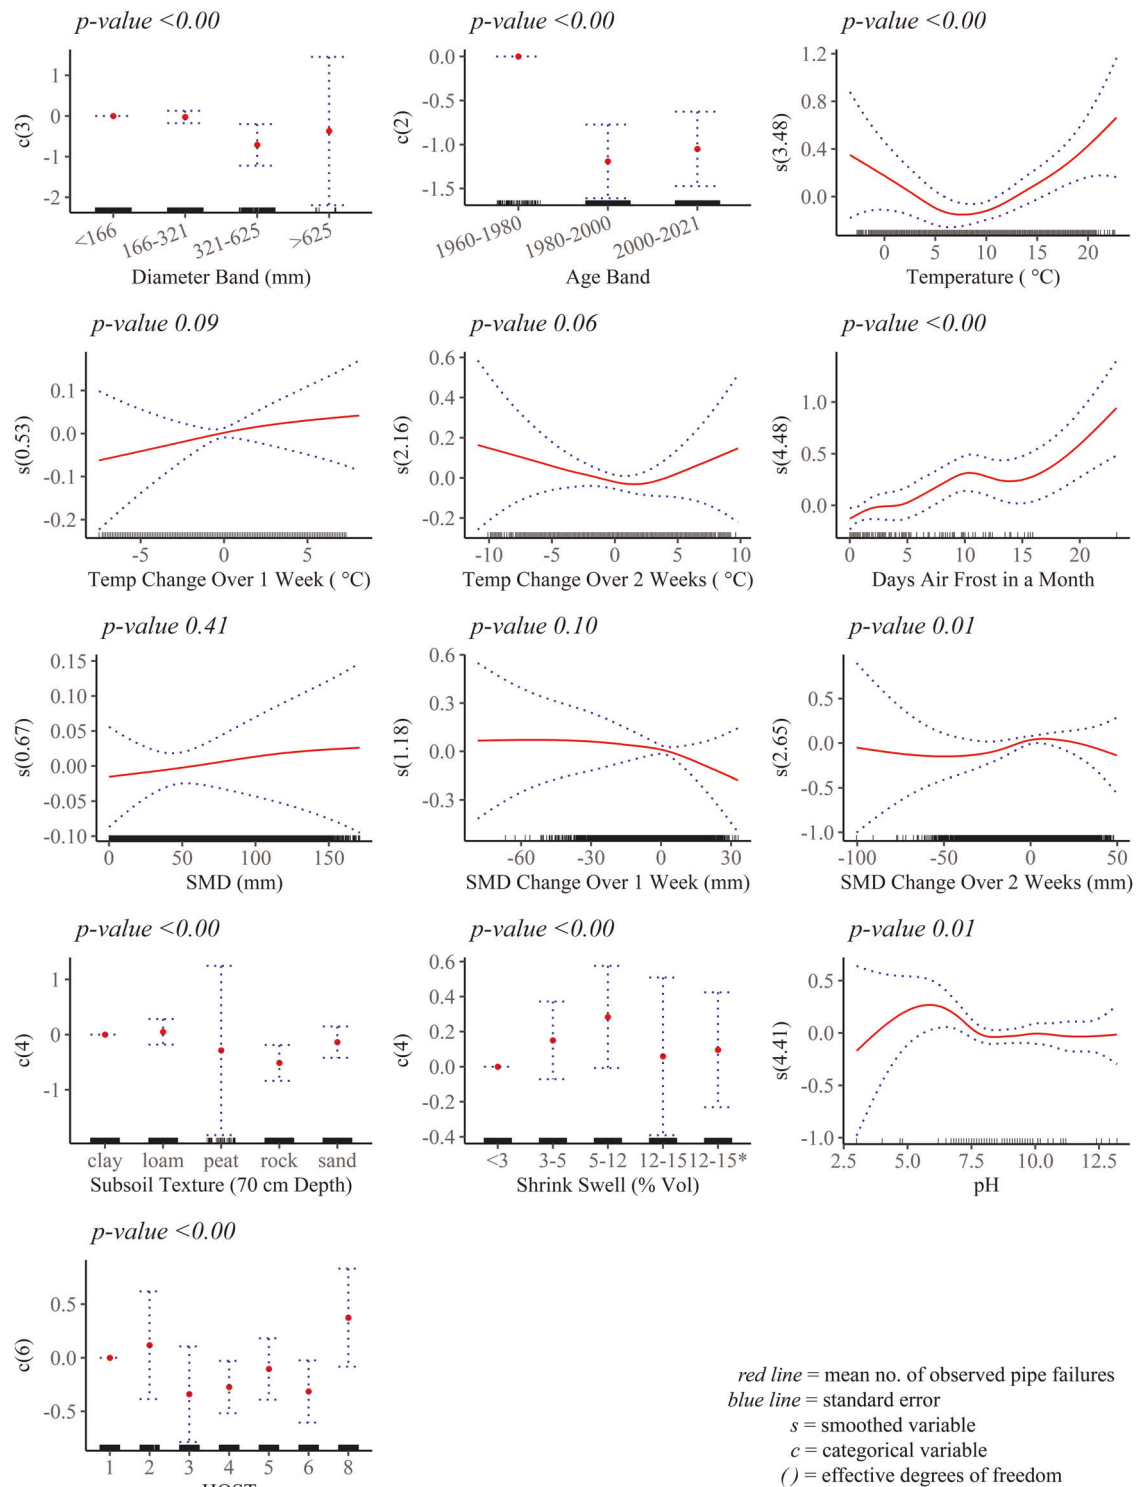 p-value <0.00
p-value <0.00
p-value <0.00
c(3)
1
0
-1
-2
<166
166-321
321-625
>625
Diameter Band (mm)
c(2)
0.0
-0.5
-1.0
-1.5
1960-1980
1980-2000
2000-2021
Age Band
s(3.48)
1.2
0.8
0.4
0.0
0 5 10 15 20
Temperature ( °C)
p-value 0.09
p-value 0.06
p-value <0.00
s(0.53)
0.1
0.0
-0.1
-0.2
-5 0 5
Temp Change Over 1 Week ( °C)
s(2.16)
0.6
0.4
0.2
0.0
-0.2
-10 -5 0 5 10
Temp Change Over 2 Weeks ( °C)
s(4.48)
1.0
0.5
0.0
0 5 10 15 20
Days Air Frost in a Month
p-value 0.41
p-value 0.10
p-value 0.01
s(0.67)
0.15
0.10
0.05
0.00
-0.05
-0.10
0 50 100 150
SMD (mm)
s(1.18)
0.6
0.3
0.0
-0.3
-60 -30 0 30
SMD Change Over 1 Week (mm)
s(2.65)
0.5
0.0
-0.5
-1.0
-100 -50 0 50
SMD Change Over 2 Weeks (mm)
p-value <0.00
p-value <0.00
p-value 0.01
c(4)
1
0
-1
clay loam peat rock sand
Subsoil Texture (70 cm Depth)
c(4)
0.6
0.4
0.2
0.0
-0.2
-0.4
<3 3-5 5-12 12-15 12-15*
Shrink Swell (% Vol)
s(4.41)
0.5
0.0
-0.5
-1.0
2.5 5.0 7.5 10.0 12.5
pH
p-value <0.00
c(6)
0.5
0.0
-0.5
1 2 3 4 5 6 8
HOST
red line = mean no. of observed pipe failures
blue line = standard error
s = smoothed variable
c = categorical variable
( ) = effective degrees of freedom